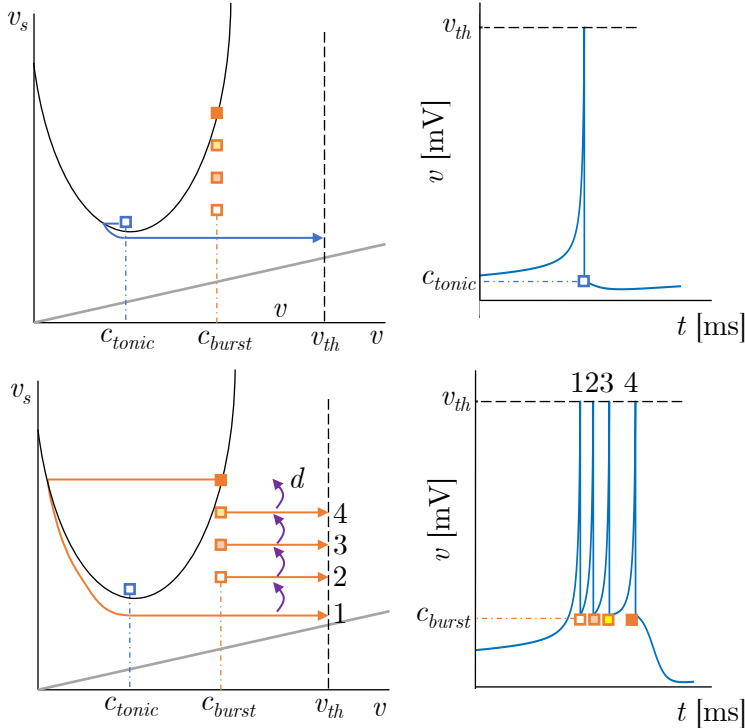 v_s
v
c_tonic
c_burst
v_th
v
v_th
v [mV]
c_tonic
t [ms]
v_s
d
4
3
2
1
c_tonic
c_burst
v_th
v
123 4
v_th
v [mV]
c_burst
t [ms]